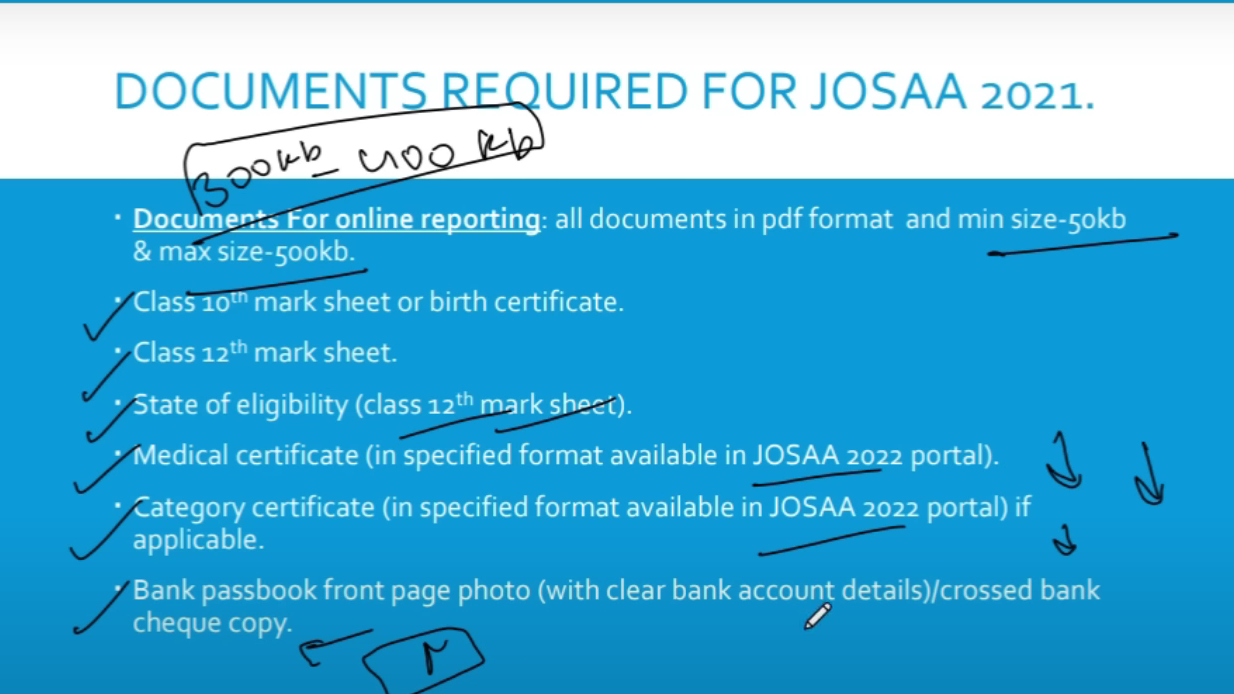 DOCUMENTS REQUIRED FOR JOSAA 2021.
300kb - 400 kb
· Documents For online reporting: all documents in pdf format and min size-50kb
& max size-500kb.
· Class 10th mark sheet or birth certificate.
· Class 12th mark sheet.
· State of eligibility (class 12th mark sheet).
· Medical certificate (in specified format available in JOSAA 2022 portal).
· Category certificate (in specified format available in JOSAA 2022 portal) if
applicable.
· Bank passbook front page photo (with clear bank account details)/crossed bank
cheque copy.